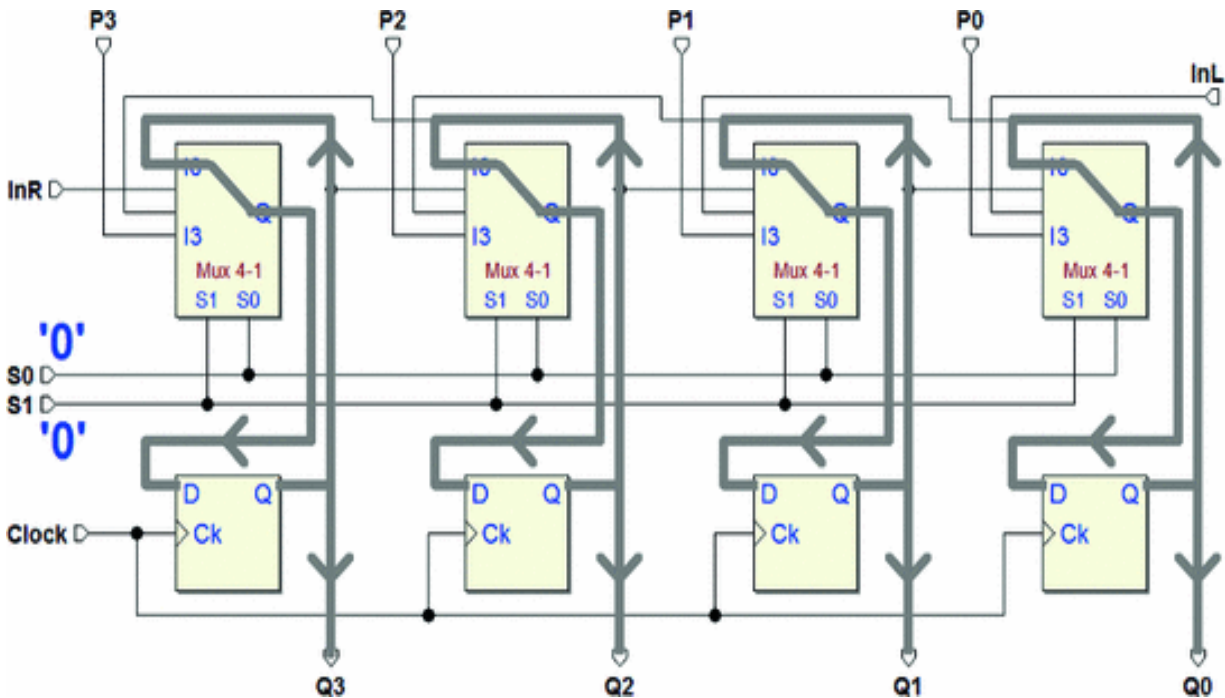 P3 P2 P1 P0
InL
I0 I0 I0 I0
InR
Q Q Q Q
I3 I3 I3 I3
Mux 4-1 Mux 4-1 Mux 4-1 Mux 4-1
S1 S0 S1 S0 S1 S0 S1 S0
'0'
S0
S1
'0'
D Q D Q D Q D Q
Clock Ck Ck Ck Ck
Q3 Q2 Q1 Q0